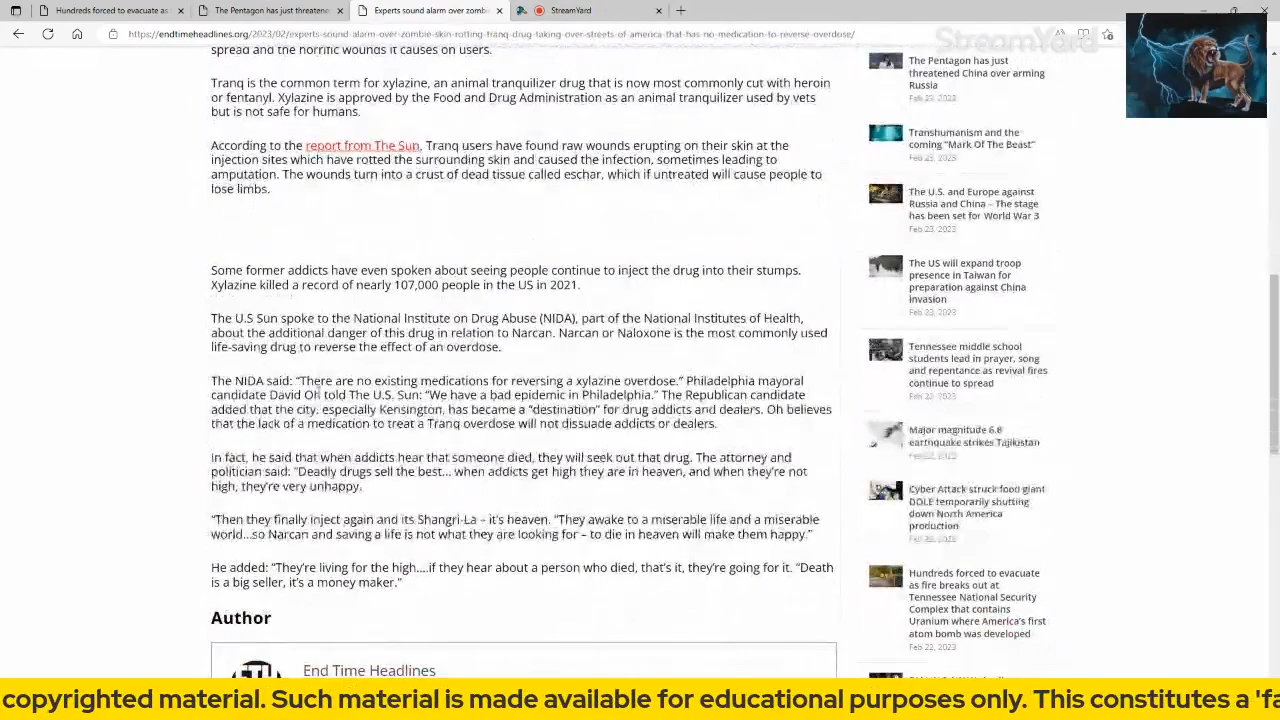 Hundreds forced to evacuate as
The Pentagon has just threatene
Experts sound alarm over zomb
StreamYard
https://endtimeheadlines.org/2023/02/experts-sound-alarm-over-zombie-skin-rotting-tranq-drug-taking-over-streets-of-america-that-has-no-medication-to-reverse-overdose/
StreamYard
spread and the horrific wounds it causes on users.
Tranq is the common term for xylazine, an animal tranquilizer drug that is now most commonly cut with heroin
or fentanyl. Xylazine is approved by the Food and Drug Administration as an animal tranquilizer used by vets
but is not safe for humans.
According to the report from The Sun, Tranq users have found raw wounds erupting on their skin at the
injection sites which have rotted the surrounding skin and caused the infection, sometimes leading to
amputation. The wounds turn into a crust of dead tissue called eschar, which if untreated will cause people to
lose limbs.
Some former addicts have even spoken about seeing people continue to inject the drug into their stumps.
Xylazine killed a record of nearly 107,000 people in the US in 2021.
The U.S Sun spoke to the National Institute on Drug Abuse (NIDA), part of the National Institutes of Health,
about the additional danger of this drug in relation to Narcan. Narcan or Naloxone is the most commonly used
life-saving drug to reverse the effect of an overdose.
The NIDA said: “There are no existing medications for reversing a xylazine overdose.” Philadelphia mayoral
candidate David Oh told The U.S. Sun: “We have a bad epidemic in Philadelphia.” The Republican candidate
added that the city, especially Kensington, has became a “destination” for drug addicts and dealers. Oh believes
that the lack of a medication to treat a Tranq overdose will not dissuade addicts or dealers.
In fact, he said that when addicts hear that someone died, they will seek out that drug. The attorney and
politician said: “Deadly drugs sell the best… when addicts get high they are in heaven, and when they’re not
high, they’re very unhappy.
“Then they finally inject again and its Shangri-La – it’s heaven. “They awake to a miserable life and a miserable
world…so Narcan and saving a life is not what they are looking for – to die in heaven will make them happy.”
He added: “They’re living for the high….if they hear about a person who died, that’s it, they’re going for it. “Death
is a big seller, it’s a money maker.”
Author
End Time Headlines
The Pentagon has just
threatened China over arming
Russia
Feb 23, 2023
Transhumanism and the
coming “Mark Of The Beast”
Feb 23, 2023
The U.S. and Europe against
Russia and China – The stage
has been set for World War 3
Feb 23, 2023
The US will expand troop
presence in Taiwan for
preparation against China
invasion
Feb 23, 2023
Tennessee middle school
students lead in prayer, song
and repentance as revival fires
continue to spread
Feb 22, 2023
Major magnitude 6.8
earthquake strikes Tajikistan
Feb 22, 2023
Cyber Attack struck food giant
DOLE temporarily shutting
down North America
production
Hundreds forced to evacuate
as fire breaks out at
Tennessee National Security
Complex that contains
Uranium where America’s first
atom bomb was developed
Feb 22, 2023
copyrighted material. Such material is made available for educational purposes only. This constitutes a 'fa